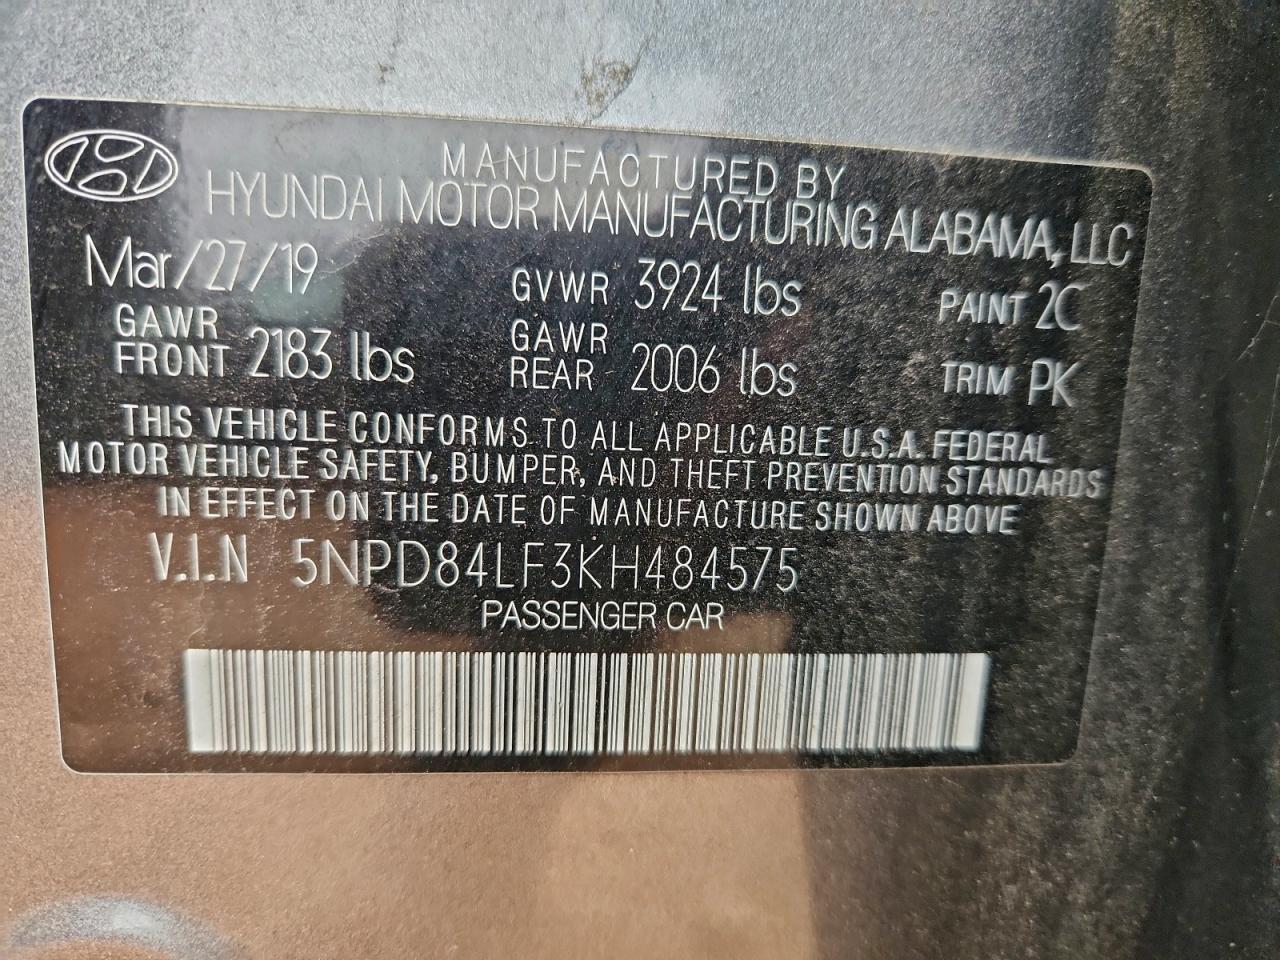 MANUFACTURED BY
HYUNDAI MOTOR MANUFACTURING ALABAMA, LLC
Mar/27/19 GVWR 3924 lbs PAINT 2C
GAWR FRONT 2183 lbs GAWR REAR 2006 lbs TRIM PK
THIS VEHICLE CONFORMS TO ALL APPLICABLE U.S.A. FEDERAL
MOTOR VEHICLE SAFETY, BUMPER, AND THEFT PREVENTION STANDARDS
IN EFFECT ON THE DATE OF MANUFACTURE SHOWN ABOVE
V.I.N 5NPD84LF3KH484575
PASSENGER CAR